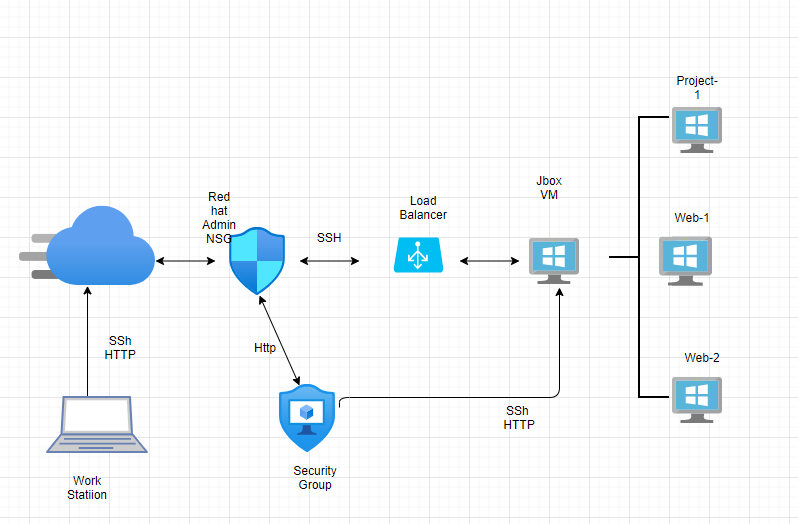 Project-
1
Jbox
VM
Red
hat
Admin
NSG
Load
Balancer
Web-1
SSH
SSh
HTTP
Http
Web-2
SSh
HTTP
Security
Group
Work
Statiion